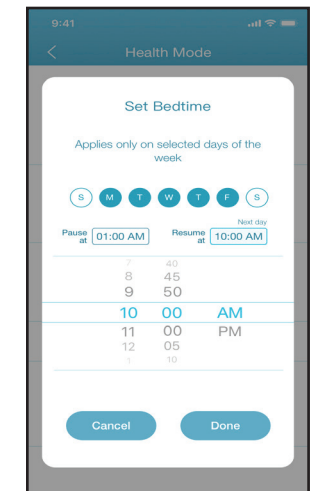 9:41
Health Mode
Set Bedtime
Applies only on selected days of the
week
S M T W T F S
Next day
Pause at 01:00 AM Resume at 10:00 AM
7 40
8 45
9 50
10 00 AM
11 00 PM
12 05
1 10
Cancel Done